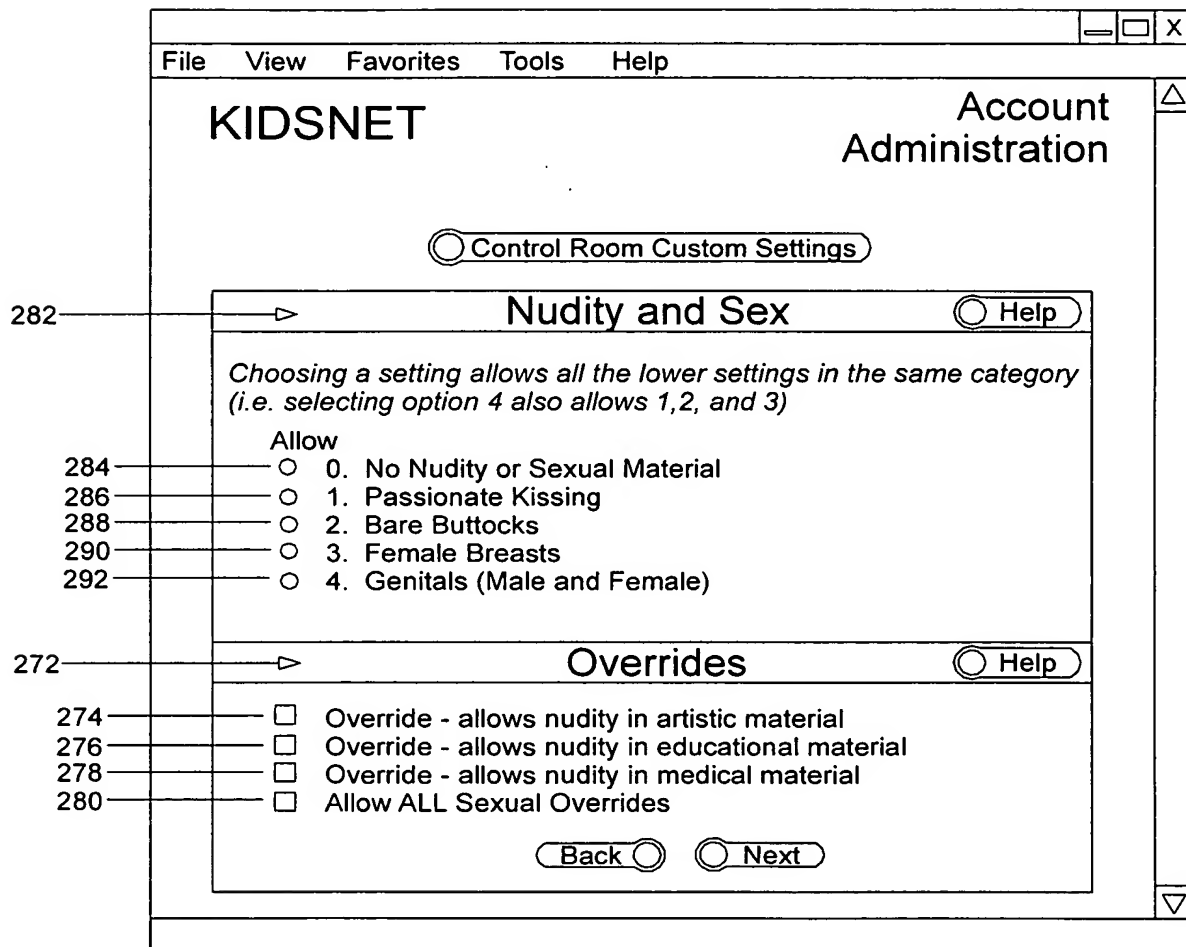 X
File View Favorites Tools Help
KIDSNET
Account
Administration
Control Room Custom Settings
282
Nudity and Sex
Help
Choosing a setting allows all the lower settings in the same category
(i.e. selecting option 4 also allows 1,2, and 3)
Allow
284 0. No Nudity or Sexual Material
286 1. Passionate Kissing
288 2. Bare Buttocks
290 3. Female Breasts
292 4. Genitals (Male and Female)
272
Overrides
Help
274 Override - allows nudity in artistic material
276 Override - allows nudity in educational material
278 Override - allows nudity in medical material
280 Allow ALL Sexual Overrides
Back Next